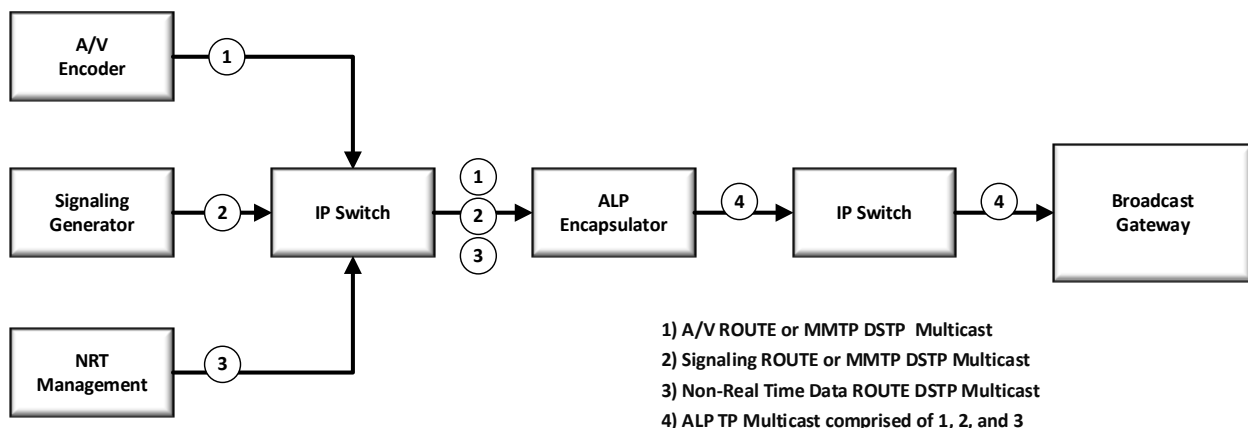 A/V
Encoder
1
Signaling
Generator
2
IP Switch
1
2
3
ALP
Encapsulator
4
IP Switch
4
Broadcast
Gateway
NRT
Management
3
1) A/V ROUTE or MMTP DSTP Multicast
2) Signaling ROUTE or MMTP DSTP Multicast
3) Non-Real Time Data ROUTE DSTP Multicast
4) ALP TP Multicast comprised of 1, 2, and 3